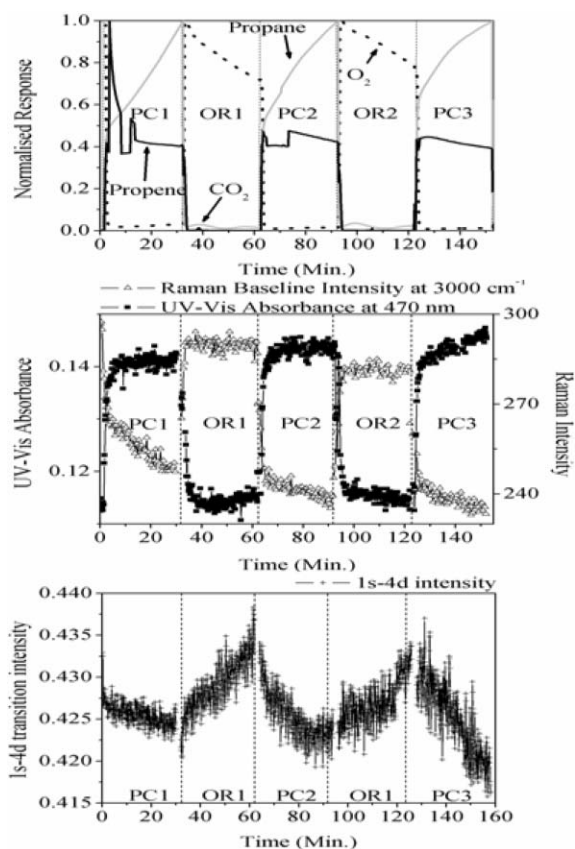 Propane
O2
PC1 OR1 PC2 OR2 PC3
Propene
CO2
Normalised Response
1.0
0.8
0.6
0.4
0.2
0.0
0 20 40 60 80 100 120 140
Time (Min.)
Raman Baseline Intensity at 3000 cm-1
UV-Vis Absorbance at 470 nm
UV-Vis Absorbance
0.14
0.12
PC1 OR1 PC2 OR2 PC3
300
280
260
240
Raman Intensity
0 20 40 60 80 100 120 140
Time (Min.)
1s-4d intensity
1s-4d transition intensity
0.440
0.435
0.430
0.425
0.420
0.415
PC1 OR1 PC2 OR1 PC3
0 20 40 60 80 100 120 140 160
Time (Min.)